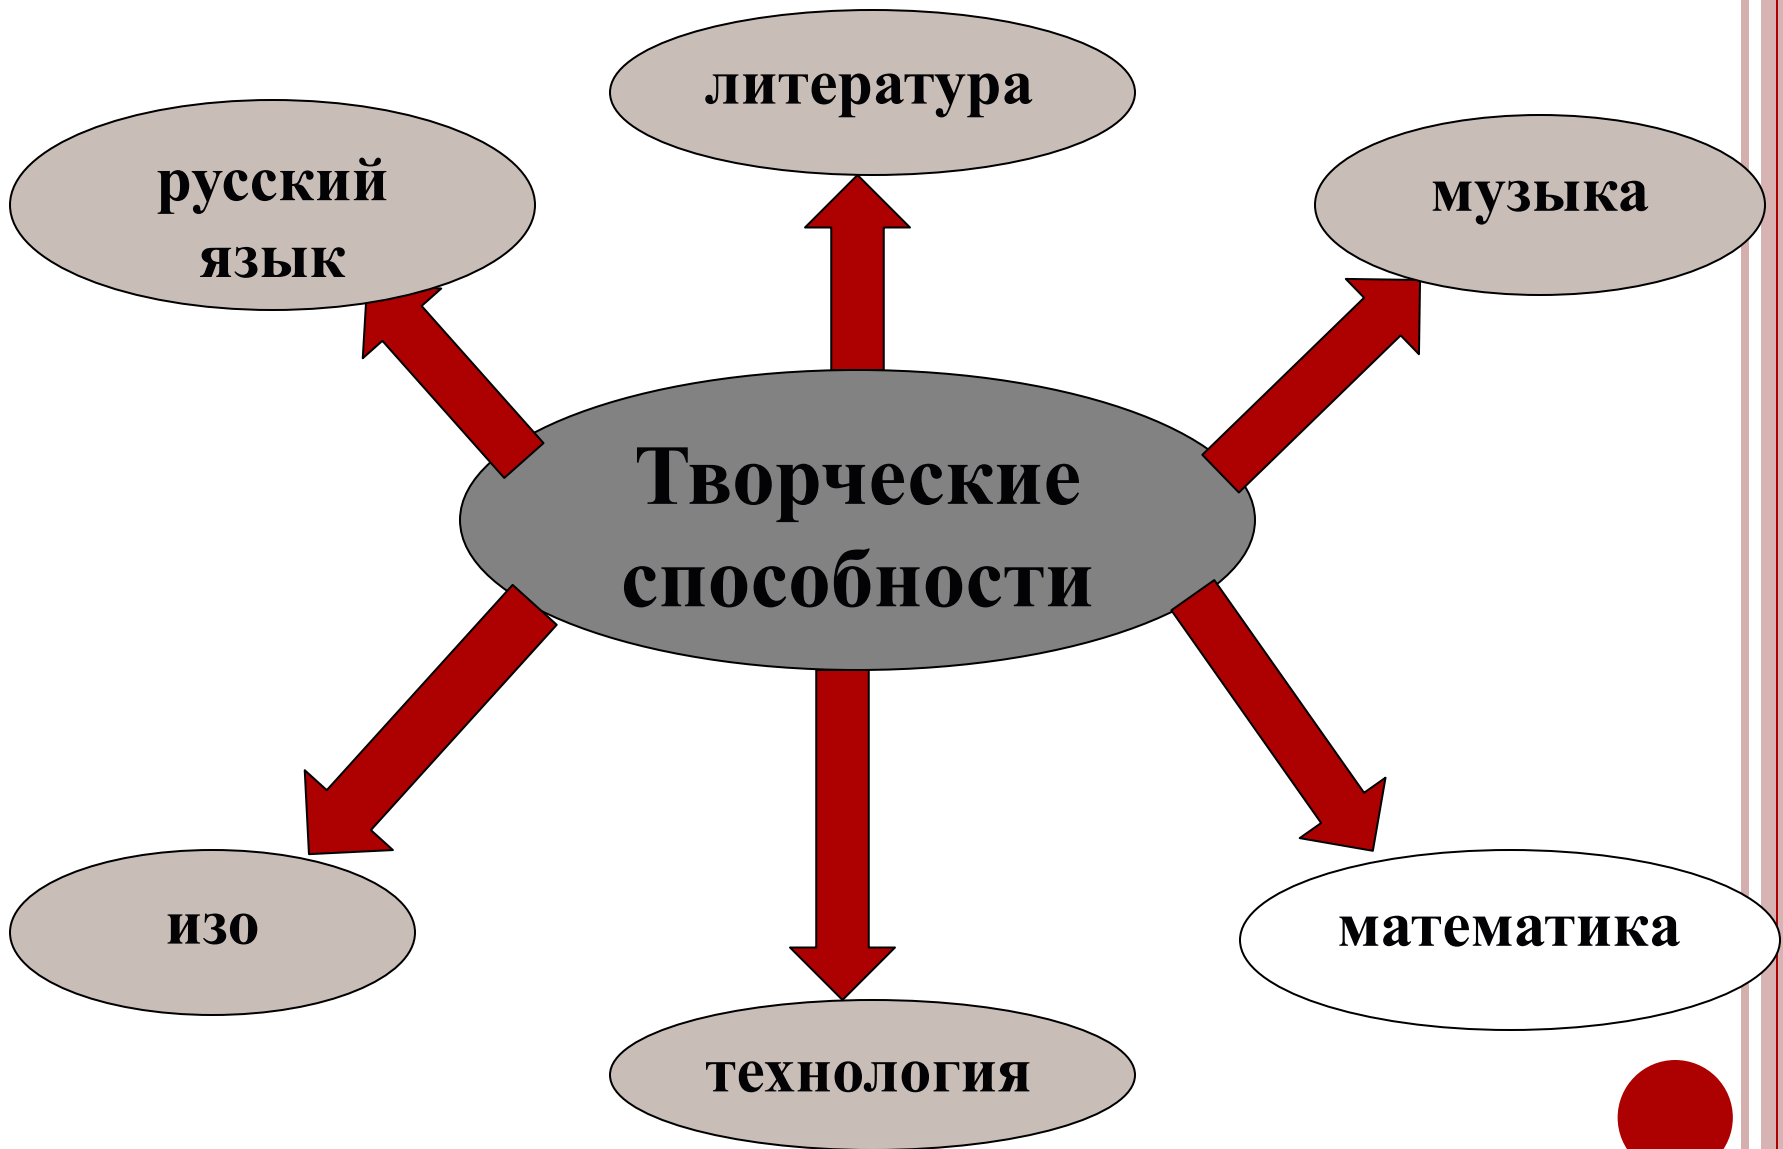 литература
русский
язык
музыка
Творческие
способности
изо
математика
технология